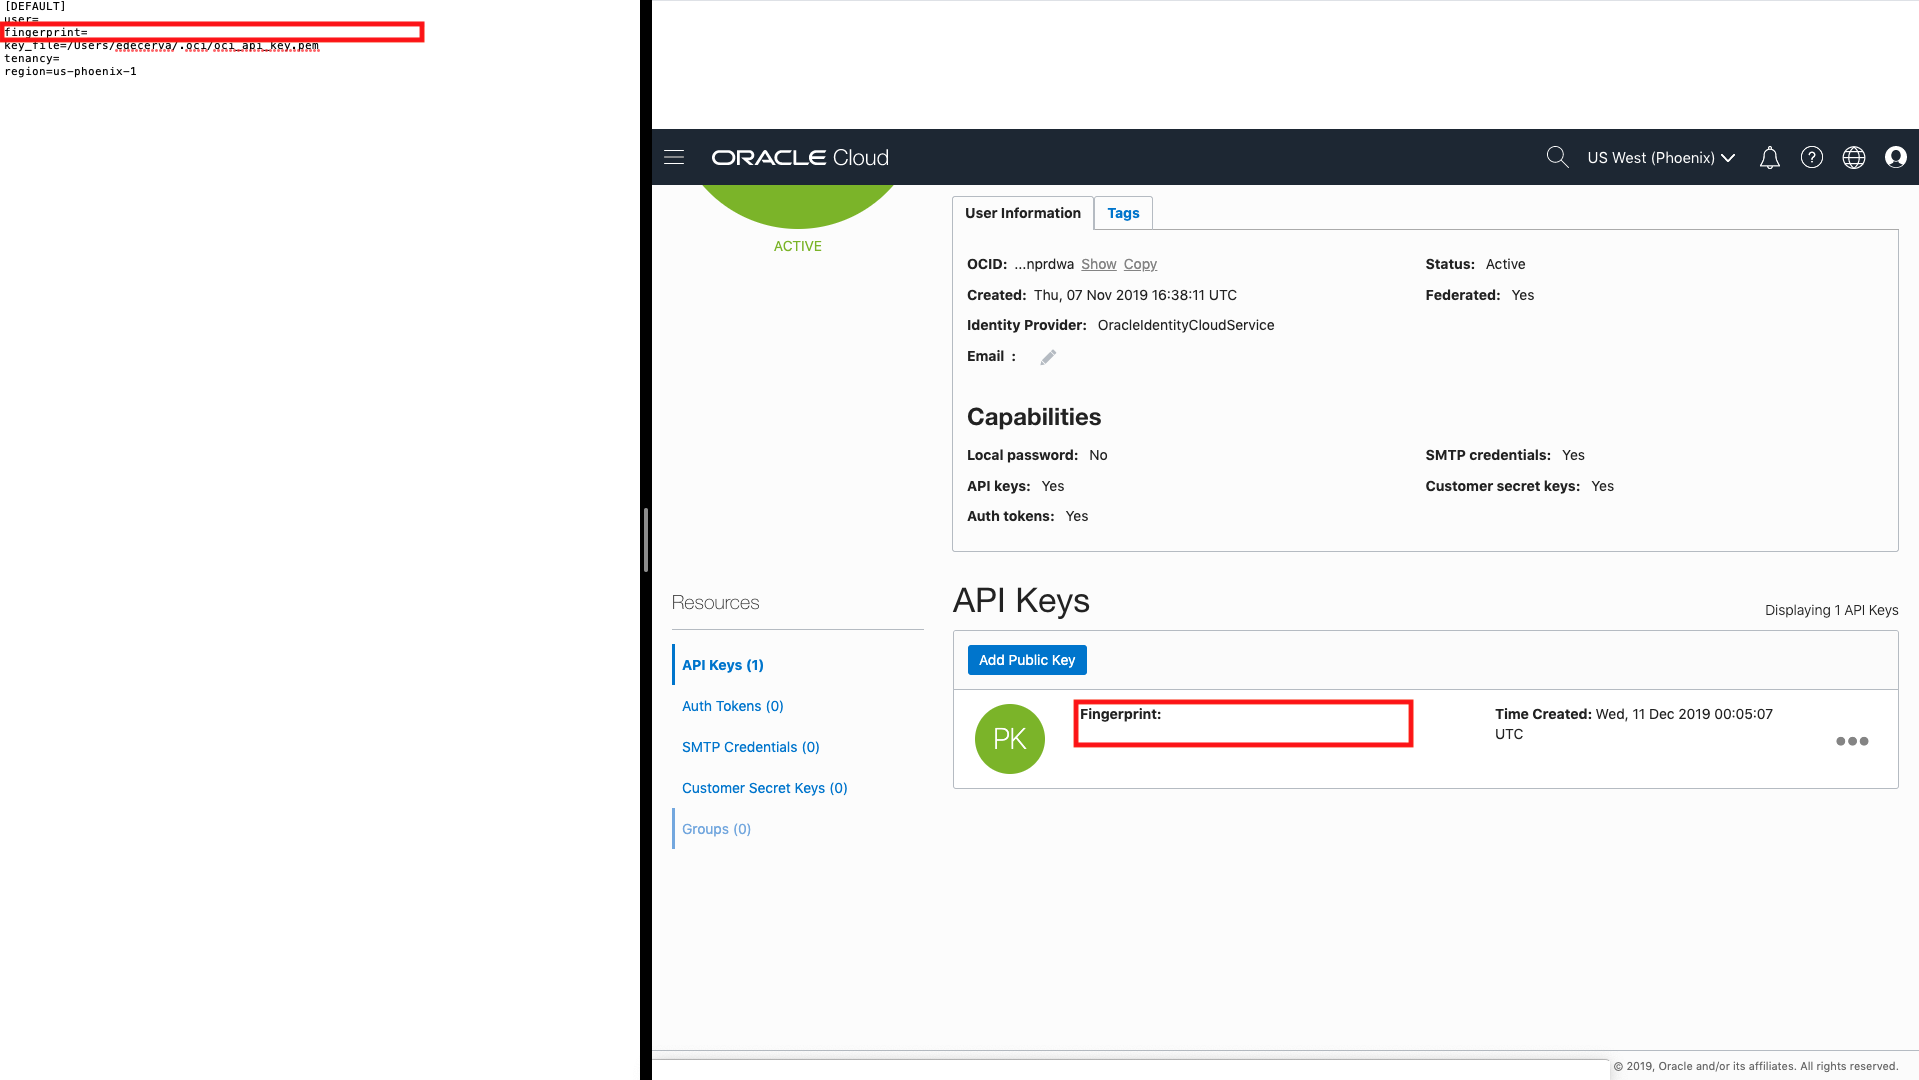 [DEFAULT]
user=
fingerprint=
key_file=/Users/edecerva/.oci/oci_api_key.pem
tenancy=
region=us-phoenix-1
ORACLE Cloud
US West (Phoenix)
?
ACTIVE
User Information
Tags
OCID: ...nprdwa Show Copy
Status: Active
Created: Thu, 07 Nov 2019 16:38:11 UTC
Federated: Yes
Identity Provider: OracleIdentityCloudService
Email :
Capabilities
Local password: No
SMTP credentials: Yes
API keys: Yes
Customer secret keys: Yes
Auth tokens: Yes
Resources
API Keys (1)
Auth Tokens (0)
SMTP Credentials (0)
Customer Secret Keys (0)
Groups (0)
API Keys
Displaying 1 API Keys
Add Public Key
PK
Fingerprint:
Time Created: Wed, 11 Dec 2019 00:05:07
UTC
© 2019, Oracle and/or its affiliates. All rights reserved.